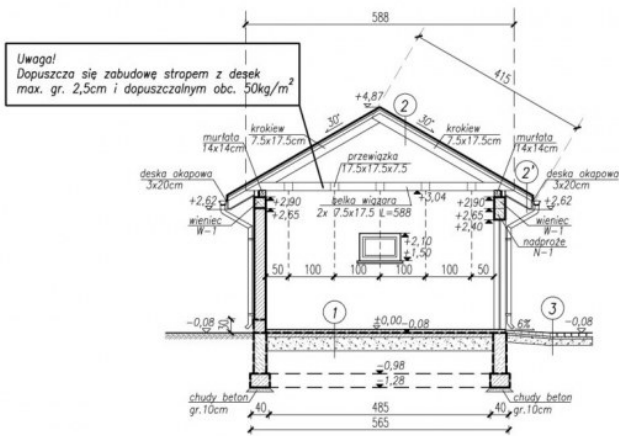 588
Uwaga!
Dopuszcza się zabudowę stropem z desek
max. gr. 2,5cm i dopuszczalnym obc. 50kg/m²
415
+4,87
30°
2
30°
krokiew
7.5x17.5cm
krokiew
7.5x17.5cm
murłata
14x14cm
murłata
14x14cm
przewiązka
17.5x17.5x7.5
2'
deska okapowa
3x20cm
deska okapowa
3x20cm
+2,62
+2,90
belka wiązara
+3,04
+2,90
+2,62
+2,65
2x 7.5x17.5 L=588
+2,65
wieniec
W-1
+2,40
wieniec
W-1
nadproże
N-1
+2,10
+1,50
50 100 100 100 100 50
-0,08
30
1
±0,00
-0,08
6%
3
-0,08
-0,98
-1,28
chudy beton
gr.10cm
chudy beton
gr.10cm
40 485 40
565